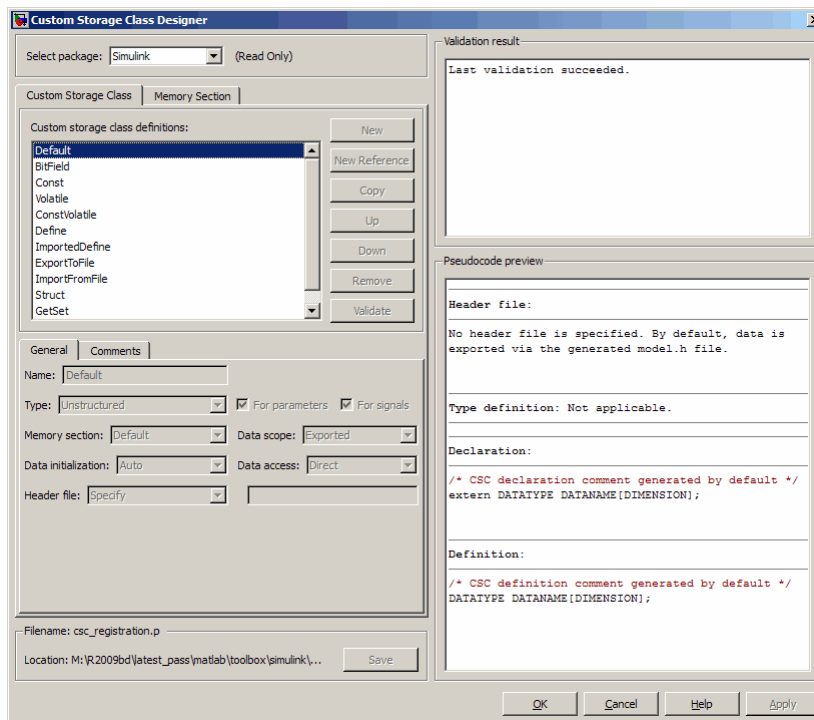 Custom Storage Class Designer
Select package: Simulink (Read Only)
Custom Storage Class Memory Section
Custom storage class definitions:
Default
BitField
Const
Volatile
ConstVolatile
Define
ImportedDefine
ExportToFile
ImportFromFile
Struct
GetSet
New
New Reference
Copy
Up
Down
Remove
Validate
General Comments
Name: Default
Type: Unstructured For parameters For signals
Memory section: Default Data scope: Exported
Data initialization: Auto Data access: Direct
Header file: Specify
Filename: csc_registration.p
Location: M:\R2009bd\latest_pass\matlab\toolbox\simulink\... Save
Validation result
Last validation succeeded.
Pseudocode preview
Header file:
No header file is specified. By default, data is
exported via the generated model.h file.
Type definition: Not applicable.
Declaration:
/* CSC declaration comment generated by default */
extern DATATYPE DATANAME[DIMENSION];
Definition:
/* CSC definition comment generated by default */
DATATYPE DATANAME[DIMENSION];
OK Cancel Help Apply